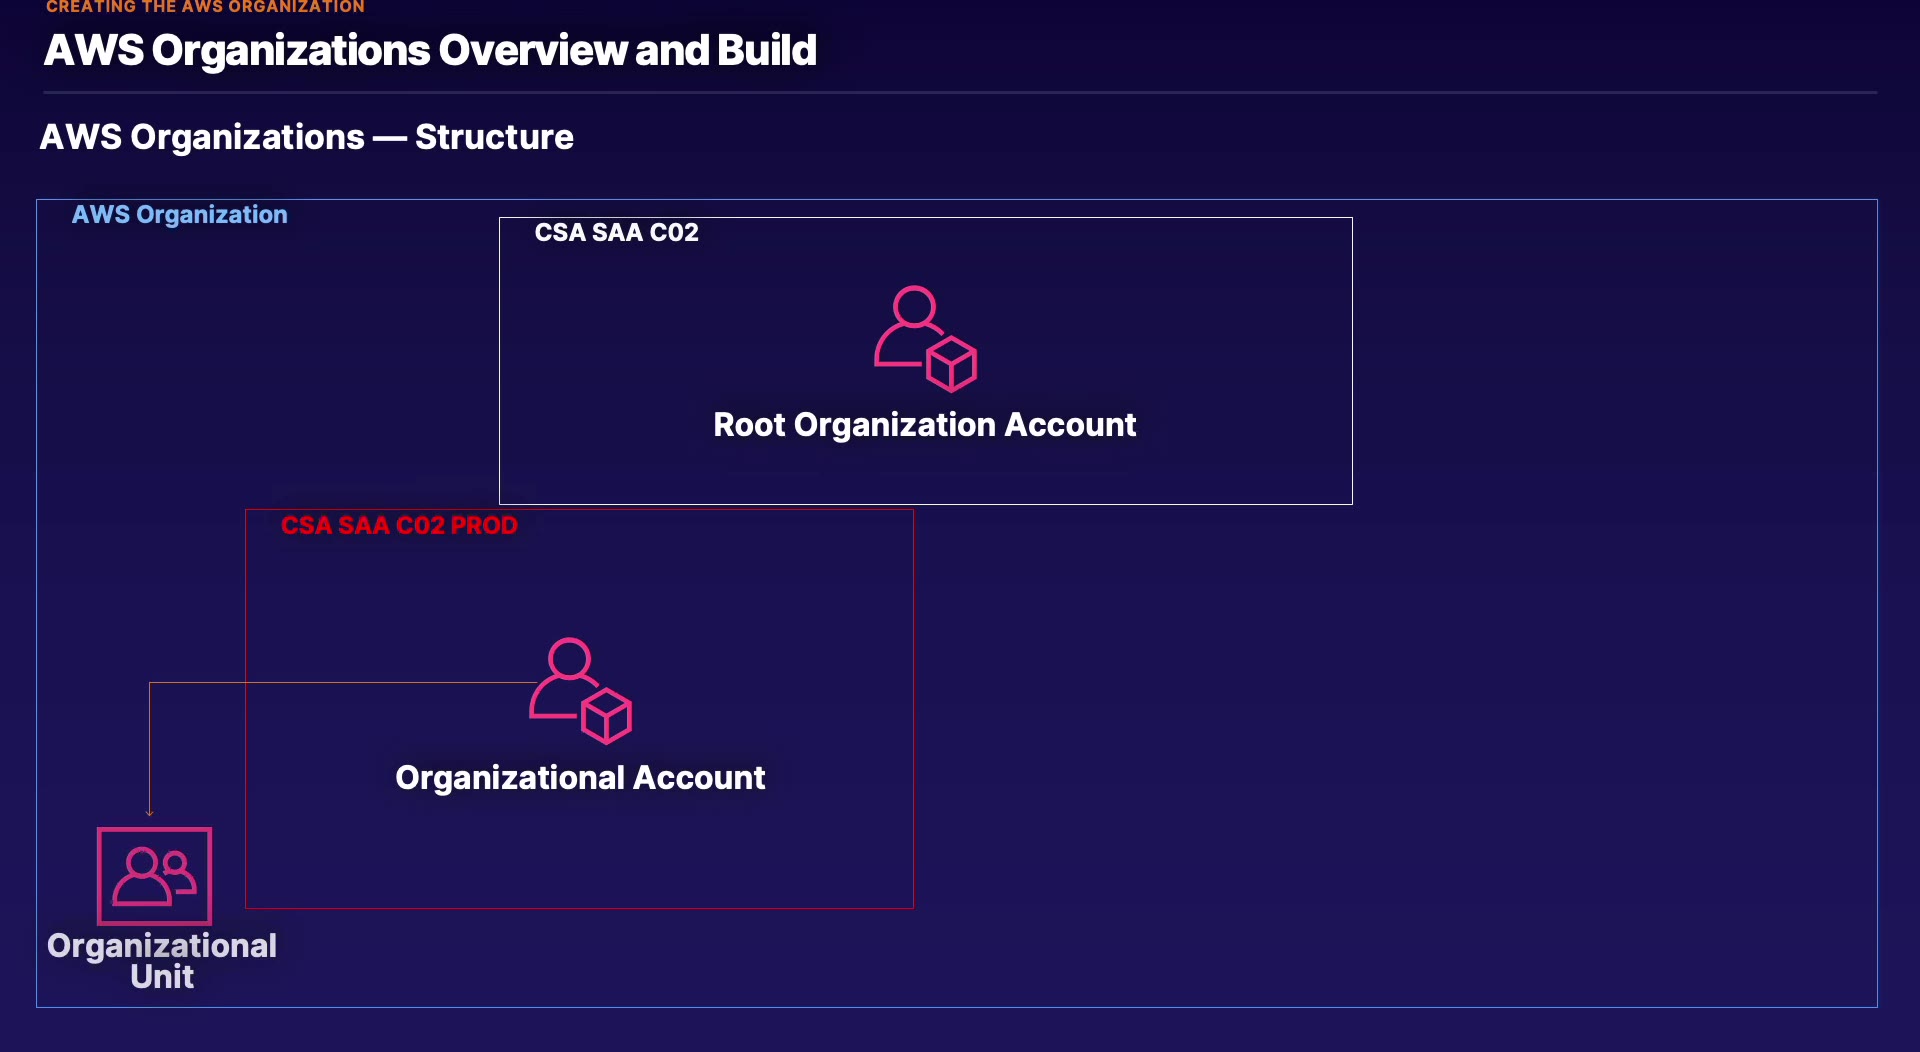 CREATING THE AWS ORGANIZATION
AWS Organizations Overview and Build
AWS Organizations — Structure
AWS Organization
CSA SAA C02
Root Organization Account
CSA SAA C02 PROD
Organizational Account
Organizational
Unit